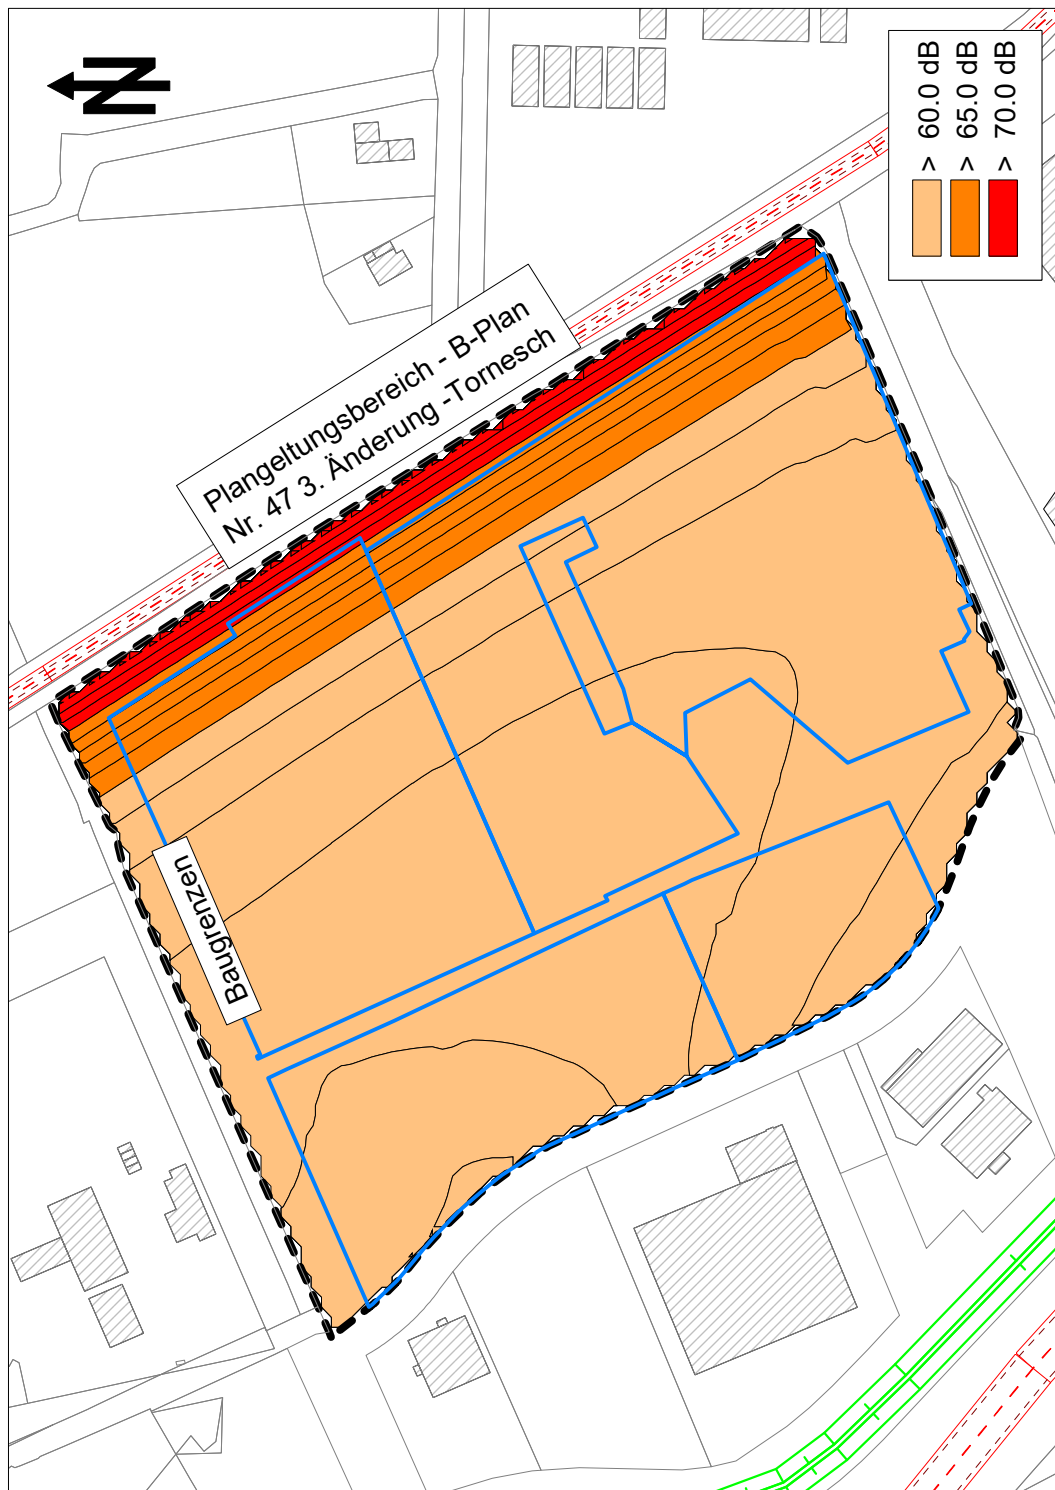 N
Plangeltungsbereich - B-Plan
Nr. 47 3. Änderung -Tornesch
Baugrenzen
> 60.0 dB
> 65.0 dB
> 70.0 dB